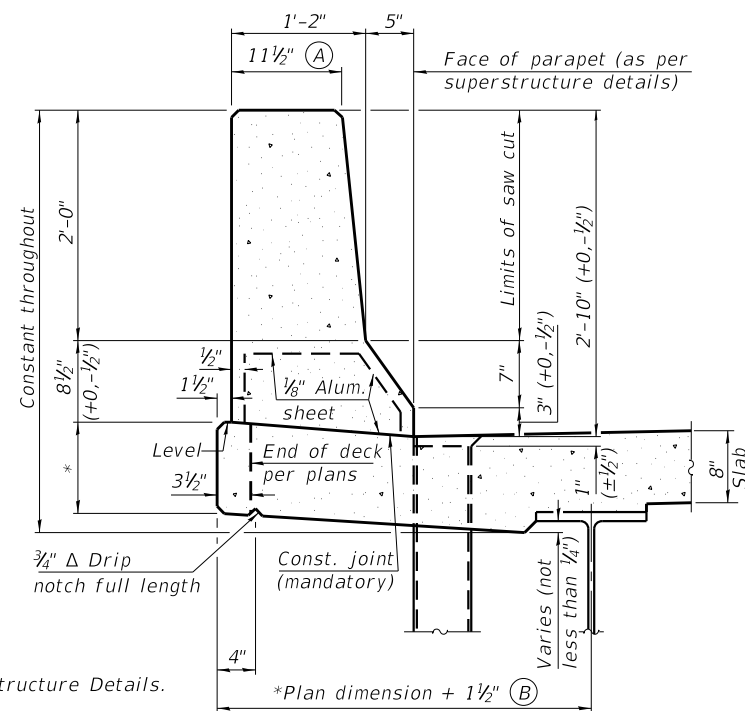 1'-2"
5"
11½" Ⓐ
Face of parapet (as per
superstructure details)
Constant throughout
2'-0"
Limits of saw cut
2'-10" (+0,-½")
8½"
(+0,-½")
½"
1½"
⅛" Alum.
sheet
7"
3" (+0,-½")
Level
End of deck
per plans
*
3½"
1"
(±½")
8"
Slab
¾" Δ Drip
notch full length
Const. joint
(mandatory)
Varies (not
less than ¼")
4"
tructure Details.
*Plan dimension + 1½" Ⓑ